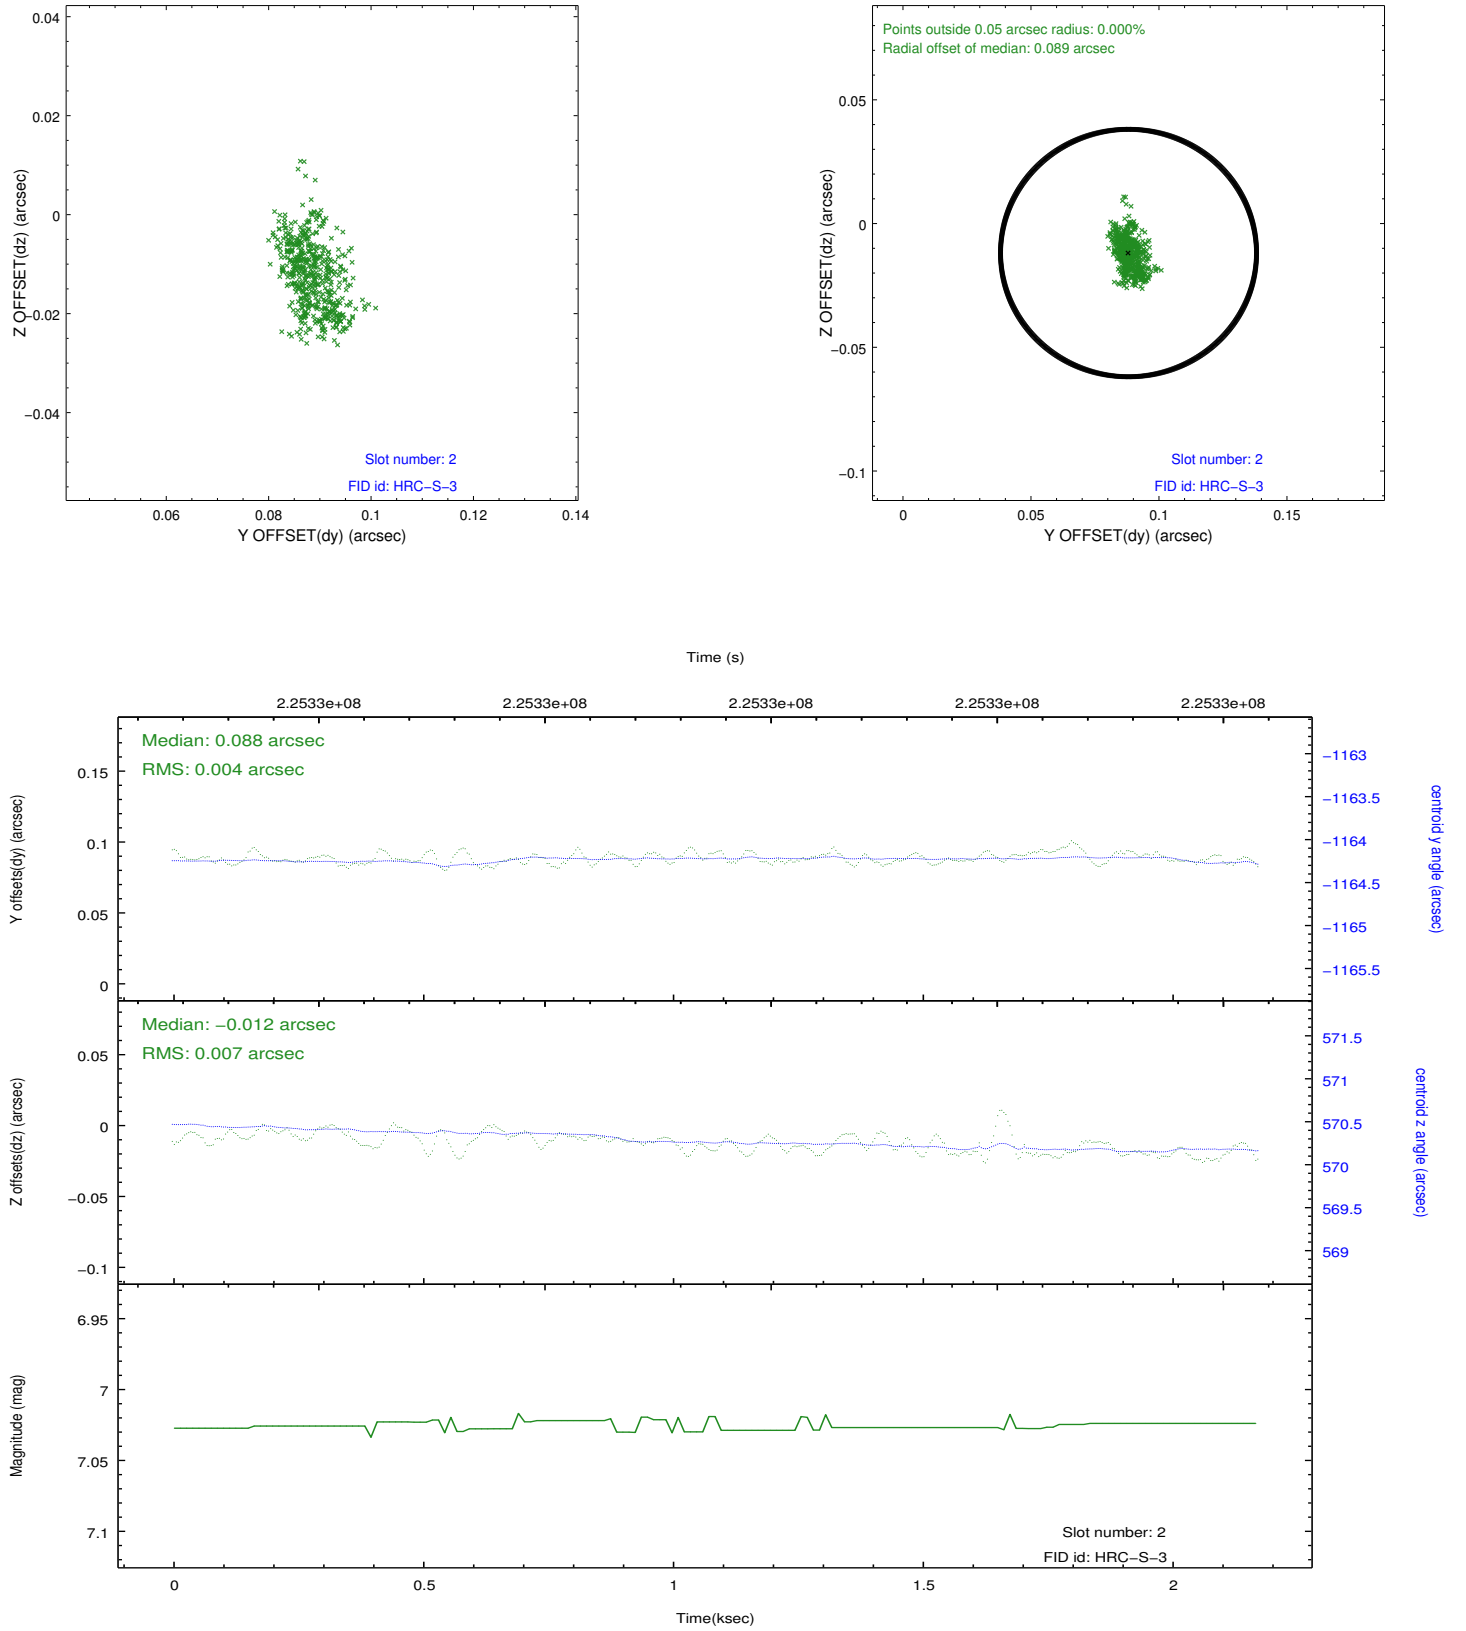 0.04
0.02
0
−0.02
−0.04
Z OFFSET(dz) (arcsec)
Slot number: 2
FID id: HRC−S−3
0.06
0.08
0.1
0.12
0.14
Y OFFSET(dy) (arcsec)
Points outside 0.05 arcsec radius: 0.000%
Radial offset of median: 0.089 arcsec
0.05
0
−0.05
−0.1
Z OFFSET(dz) (arcsec)
Slot number: 2
FID id: HRC−S−3
0
0.05
0.1
0.15
Y OFFSET(dy) (arcsec)
Time (s)
2.2533e+08
2.2533e+08
2.2533e+08
2.2533e+08
2.2533e+08
Median: 0.088 arcsec
RMS: 0.004 arcsec
0.15
0.1
0.05
0
Y offsets(dy) (arcsec)
−1163
−1163.5
−1164
−1164.5
−1165
−1165.5
centroid y angle (arcsec)
Median: −0.012 arcsec
RMS: 0.007 arcsec
0.05
0
−0.05
−0.1
Z offsets(dz) (arcsec)
571.5
571
570.5
570
569.5
569
centroid z angle (arcsec)
6.95
7
7.05
7.1
Magnitude (mag)
Slot number: 2
FID id: HRC−S−3
0
0.5
1
1.5
2
Time(ksec)